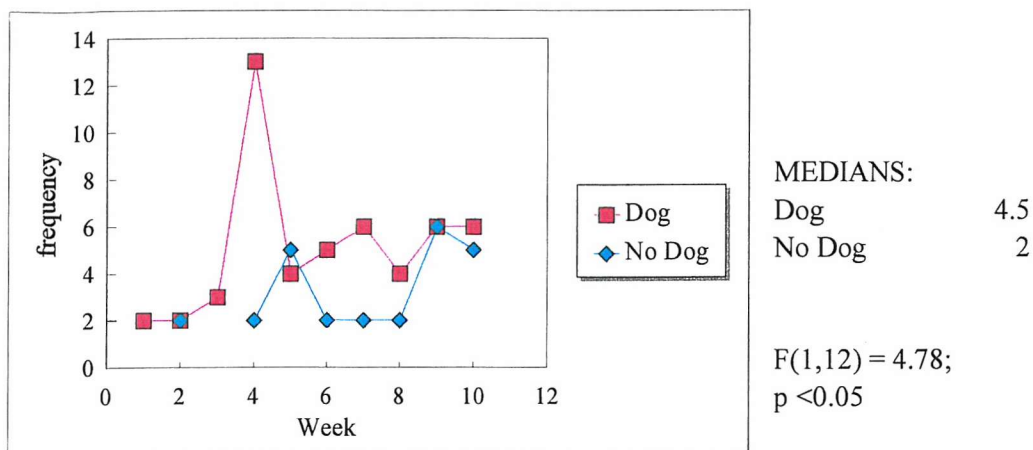 14
12
10
8
6
4
2
0
frequency
0 2 4 6 8 10 12
Week
Dog
No Dog
MEDIANS:
Dog 4.5
No Dog 2
F(1,12) = 4.78;
p <0.05